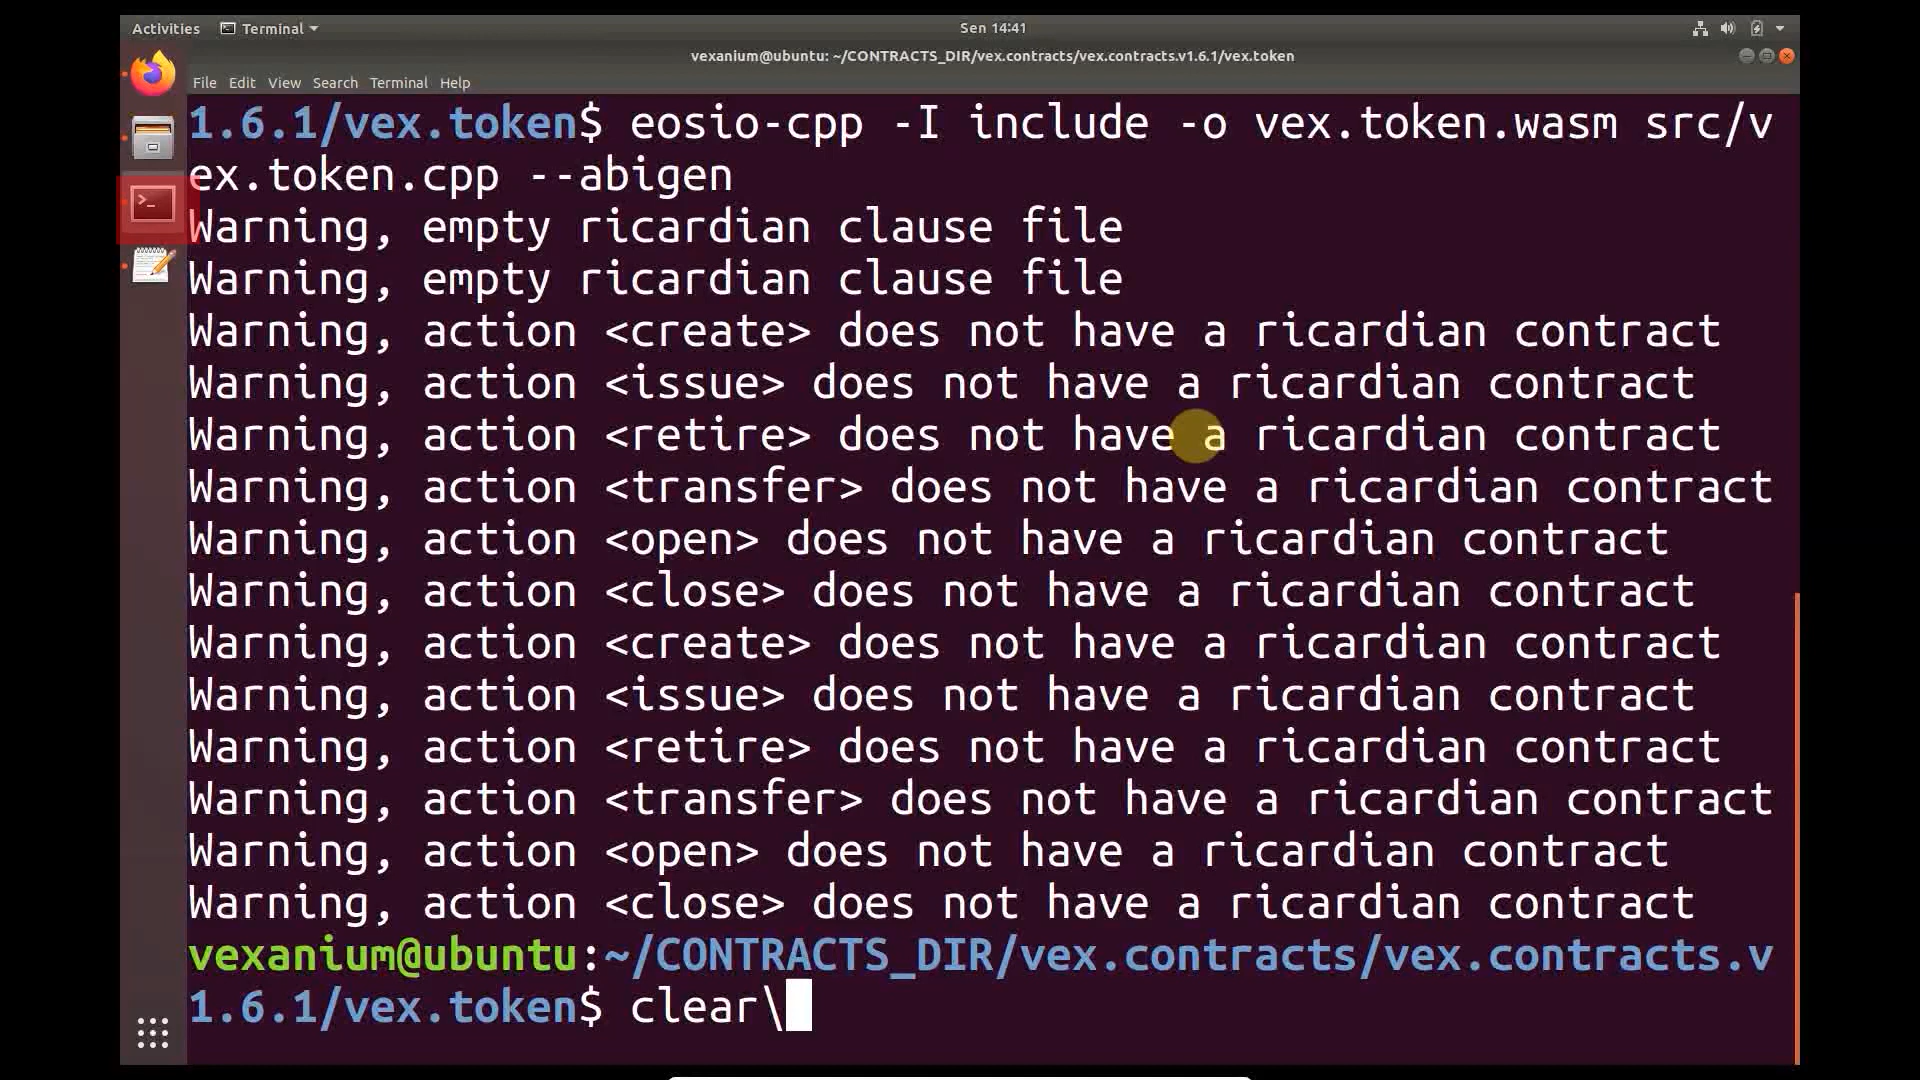 Activities Terminal Sen 14:41
vexanium@ubuntu: ~/CONTRACTS_DIR/vex.contracts/vex.contracts.v1.6.1/vex.token
File Edit View Search Terminal Help
1.6.1/vex.token$ eosio-cpp -I include -o vex.token.wasm src/v
ex.token.cpp --abigen
Warning, empty ricardian clause file
Warning, empty ricardian clause file
Warning, action <create> does not have a ricardian contract
Warning, action <issue> does not have a ricardian contract
Warning, action <retire> does not have a ricardian contract
Warning, action <transfer> does not have a ricardian contract
Warning, action <open> does not have a ricardian contract
Warning, action <close> does not have a ricardian contract
Warning, action <create> does not have a ricardian contract
Warning, action <issue> does not have a ricardian contract
Warning, action <retire> does not have a ricardian contract
Warning, action <transfer> does not have a ricardian contract
Warning, action <open> does not have a ricardian contract
Warning, action <close> does not have a ricardian contract
vexanium@ubuntu:~/CONTRACTS_DIR/vex.contracts/vex.contracts.v
1.6.1/vex.token$ clear\